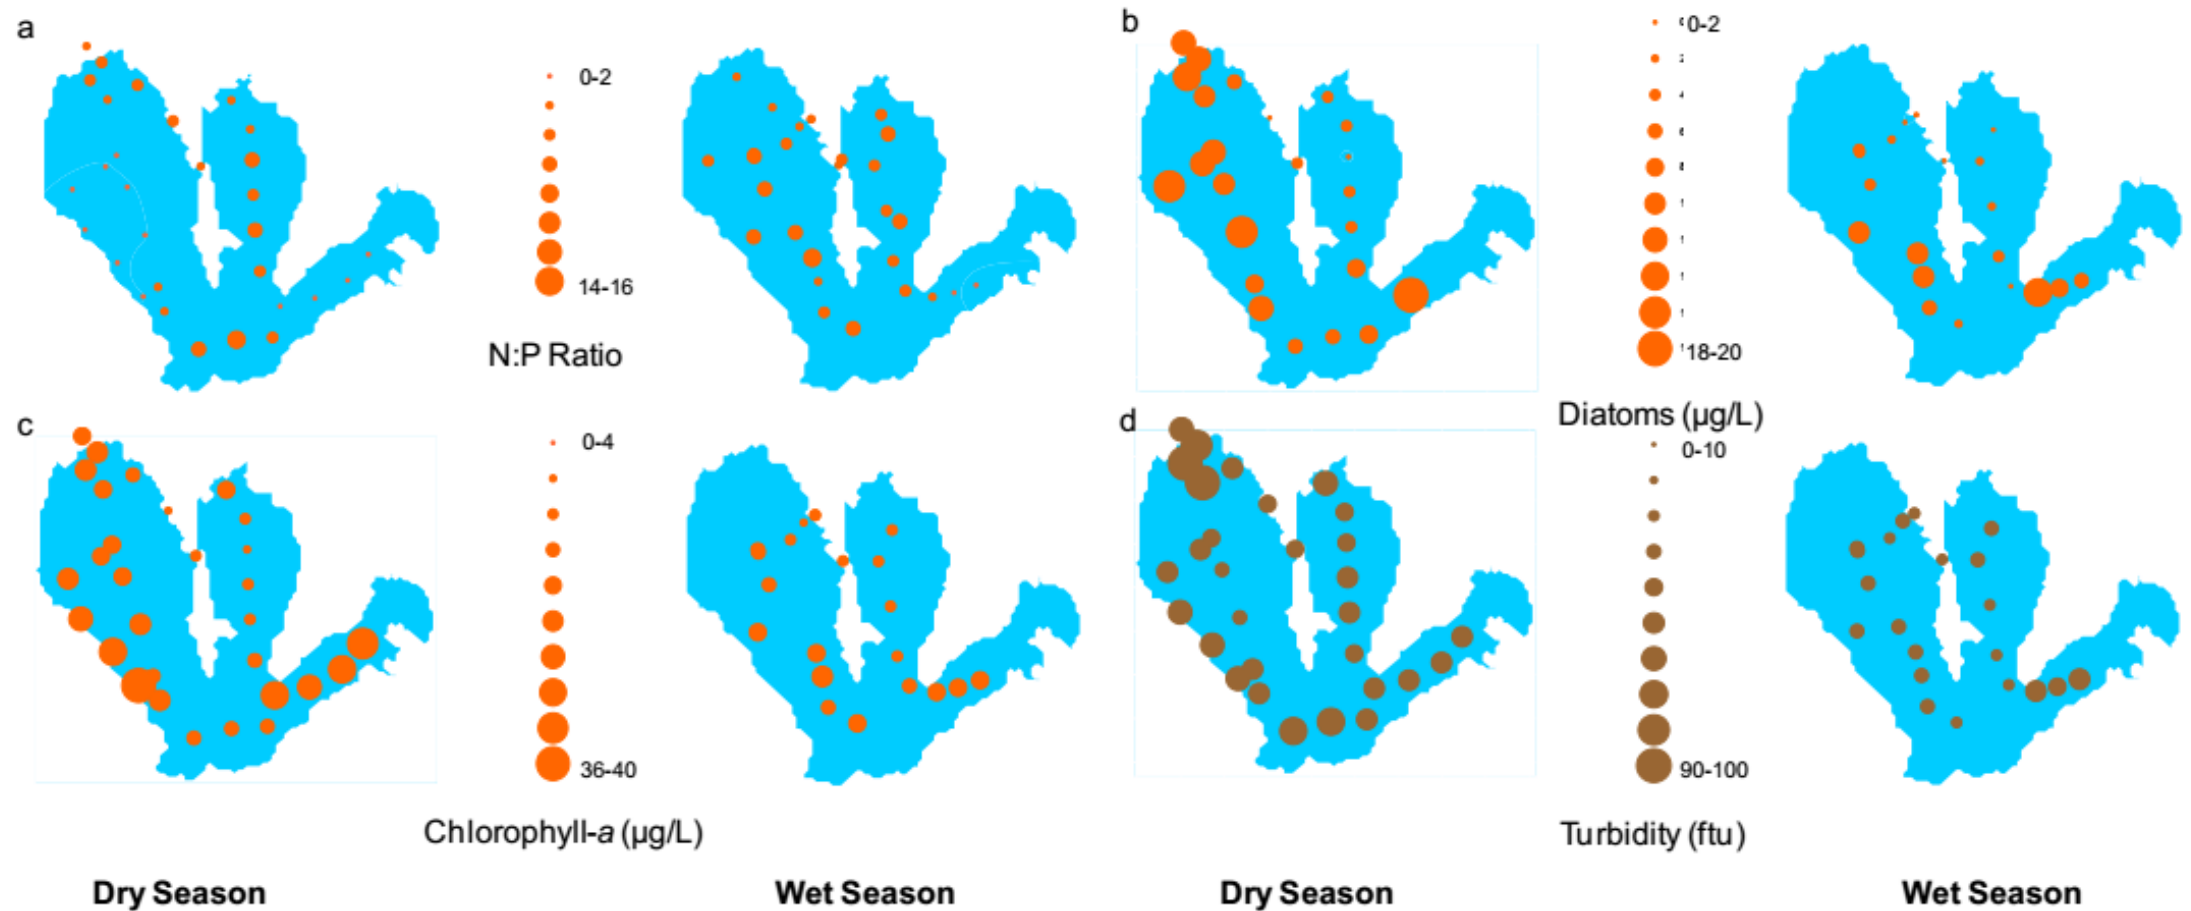 a
0-2
14-16
N:P Ratio
b
0-2
18-20
Diatoms (µg/L)
c
0-4
36-40
Chlorophyll-a (µg/L)
d
0-10
90-100
Turbidity (ftu)
Dry Season
Wet Season
Dry Season
Wet Season